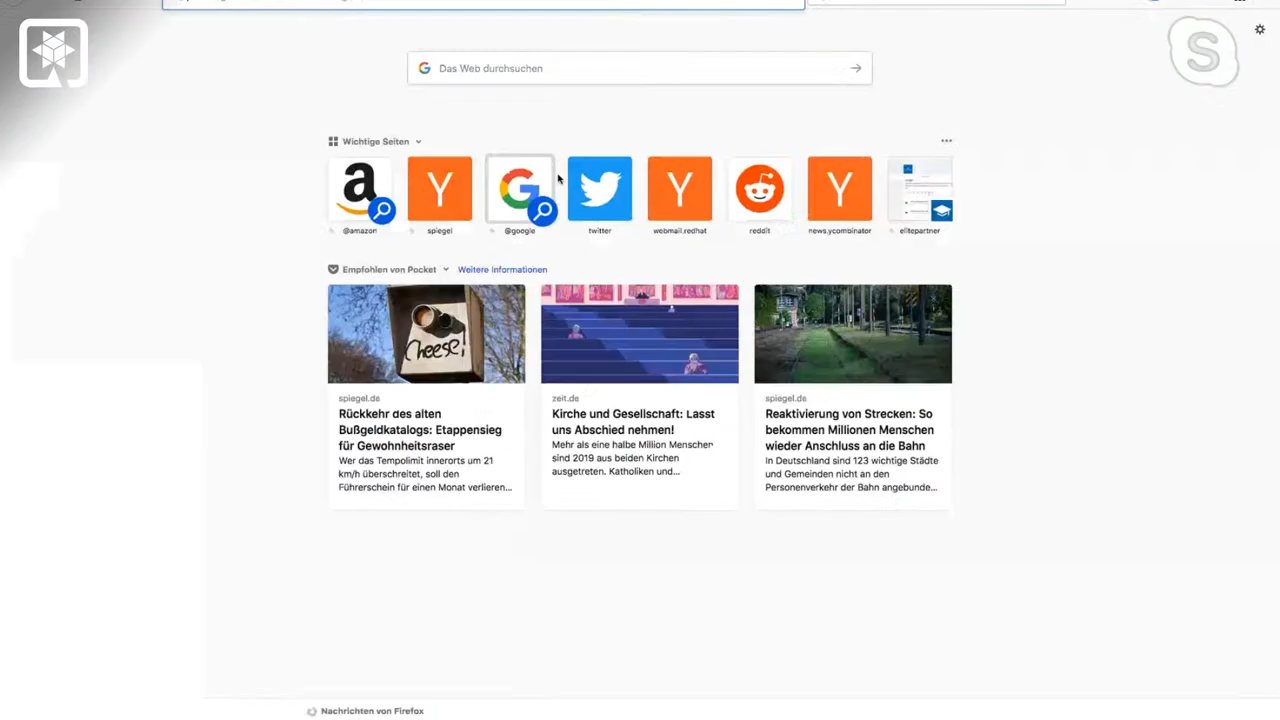 Das Web durchsuchen
Wichtige Seiten
@amazon
spiegel
@google
twitter
webmail.redhat
reddit
news.ycombinator
elitepartner
Empfohlen von Pocket Weitere Informationen
Cheese!
spiegel.de
Rückkehr des alten
Bußgeldkatalogs: Etappensieg
für Gewohnheitsraser
Wer das Tempolimit innerorts um 21
km/h überschreitet, soll den
Führerschein für einen Monat verlieren...
zeit.de
Kirche und Gesellschaft: Lasst
uns Abschied nehmen!
Mehr als eine halbe Million Menschen
sind 2019 aus beiden Kirchen
ausgetreten. Katholiken und...
spiegel.de
Reaktivierung von Strecken: So
bekommen Millionen Menschen
wieder Anschluss an die Bahn
In Deutschland sind 123 wichtige Städte
und Gemeinden nicht an den
Personenverkehr der Bahn angebunde...
Nachrichten von Firefox